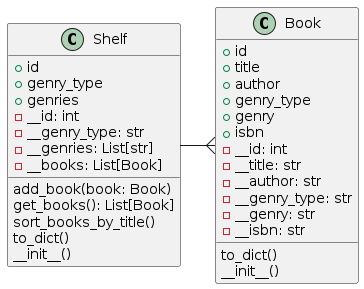 C Shelf
id
genry_type
genries
__id: int
__genry_type: str
__genries: List[str]
__books: List[Book]
add_book(book: Book)
get_books(): List[Book]
sort_books_by_title()
to_dict()
__init__()
C Book
id
title
author
genry_type
genry
isbn
__id: int
__title: str
__author: str
__genry_type: str
__genry: str
__isbn: str
to_dict()
__init__()